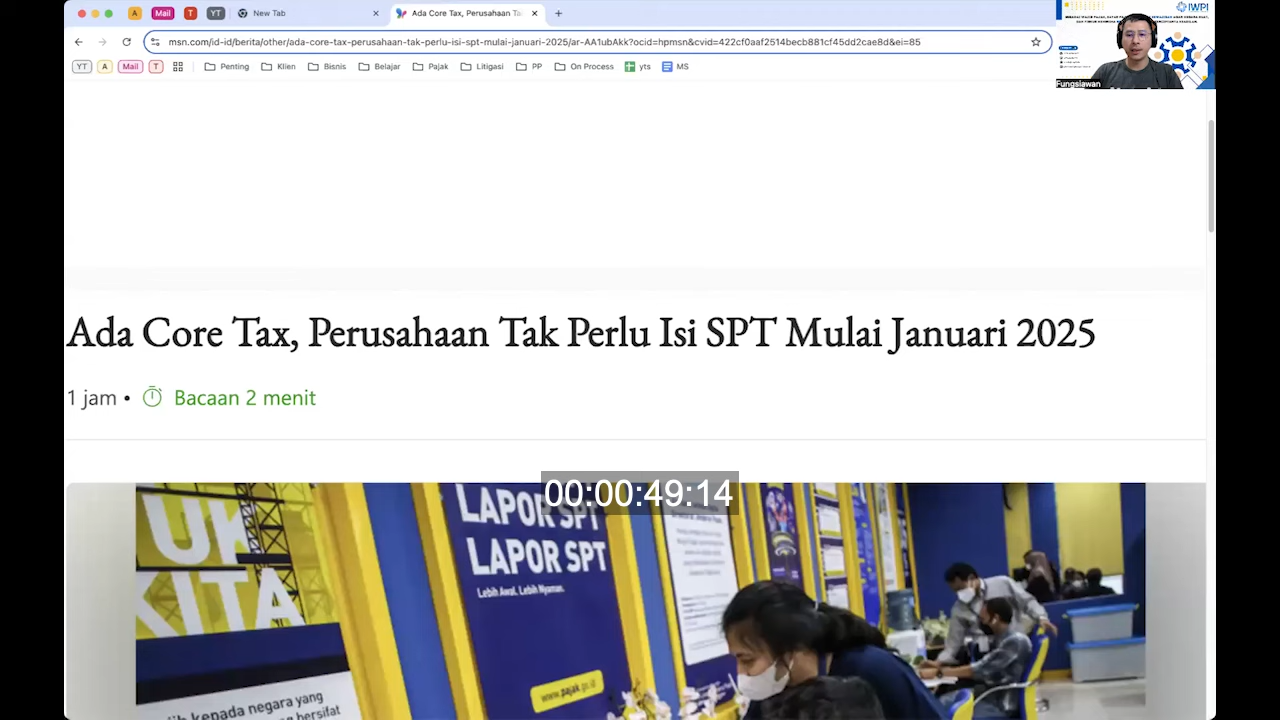 A Mail T YT New Tab Ada Core Tax, Perusahaan Ta
msn.com/id-id/berita/other/ada-core-tax-perusahaan-tak-perlu-isi-spt-mulai-januari-2025/ar-AA1ubAkk?ocid=hpmsn&cvid=422cf0aaf2514becb881cf45dd2cae8d&ei=85
YT A Mail T Penting Klien Bisnis Belajar Pajak Litigasi PP On Process yts MS
IWPI
Fungsiawan
Ada Core Tax, Perusahaan Tak Perlu Isi SPT Mulai Januari 2025
1 jam • Bacaan 2 menit
00:00:49:14
LAPOR SPT
LAPOR SPT
Lebih Awal, Lebih Nyaman.
www.pajak.go.id
UK
KITA
kepada negara yang
bersifat